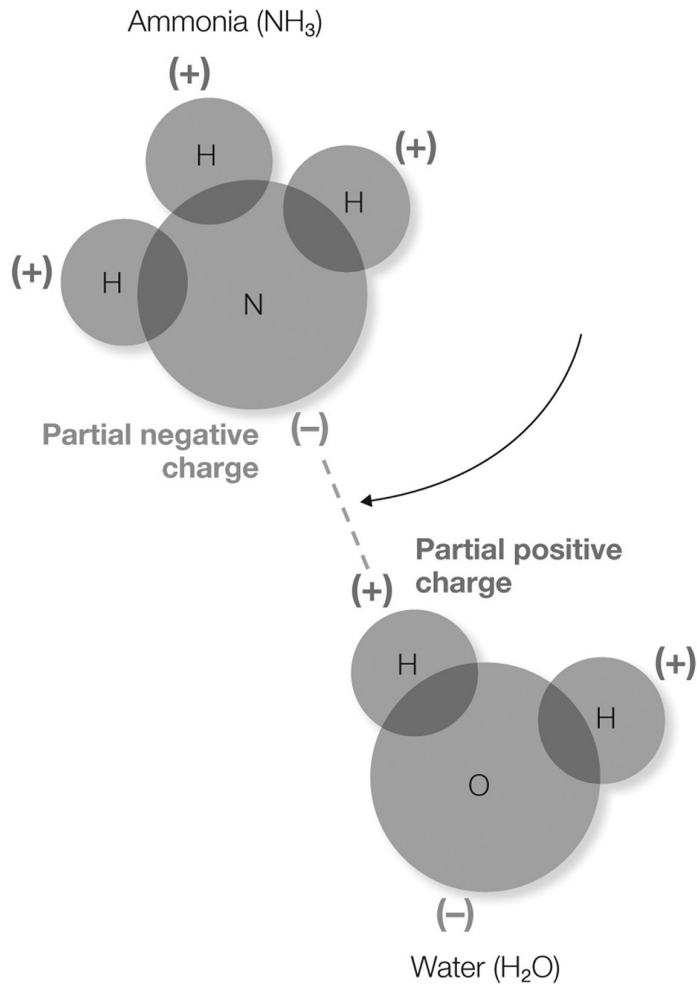 Ammonia (NH₃)
(+)
H
(+)
H
(+)
H
N
Partial negative
charge
(–)
Partial positive
charge
(+)
H
(+)
H
O
(–)
Water (H₂O)